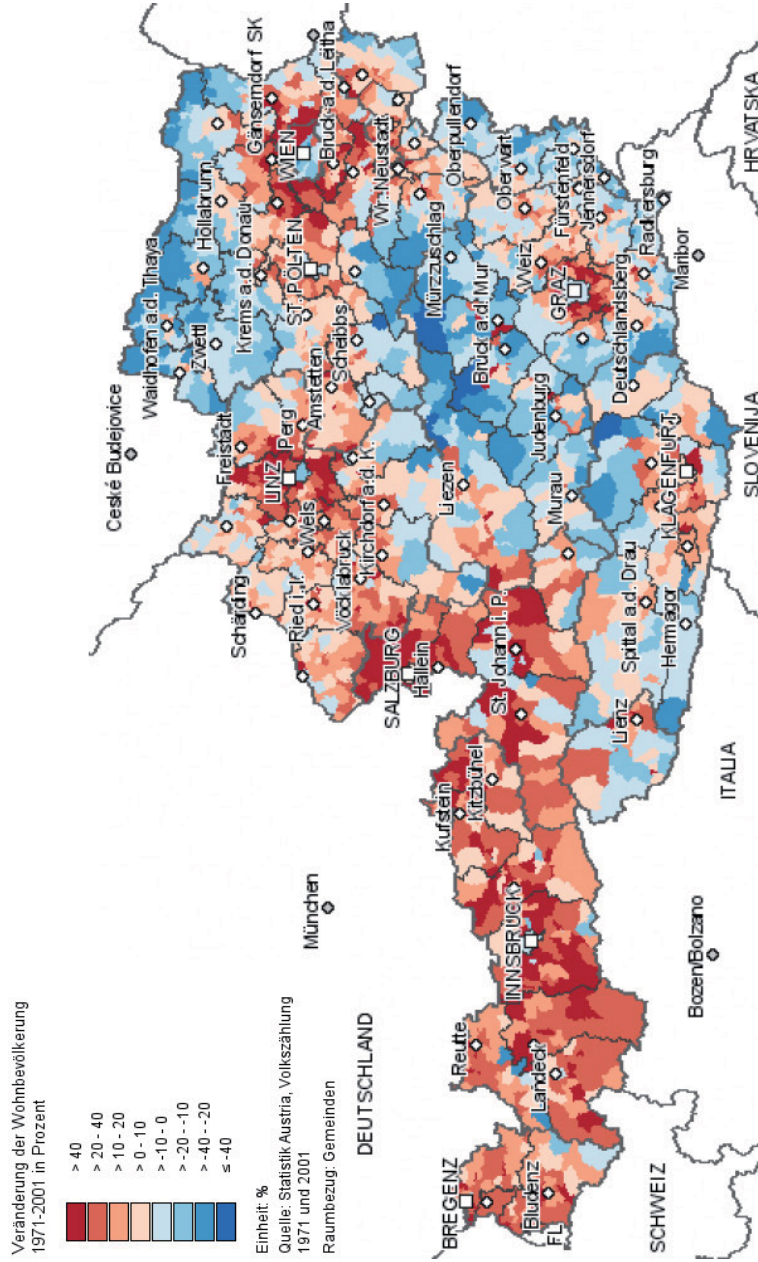 Veränderung der Wohnbevölkerung
1971-2001 in Prozent
> 40
> 20 - 40
> 10 - 20
> 0 - 10
> -10 - 0
> -20 - -10
> -40 - -20
≤ -40
Einheit: %
Quelle: Statistik Austria, Volkszählung
1971 und 2001
Raumbezug: Gemeinden
České Budejovice
Waidhofen a.d. Tihaya
Zwettl
Hollabrunn
Krems a.d. Donau
Gänserndorf SK
WIEN
Bruck a.d. Leitha
ST. PÖLTEN
Wr. Neustadt
Freistadt
Perg
UNZ
Amstetten
Scheibbs
Wels
Schärding
Ried i. I.
Vöcklabruck
Kirchdorf a.d. K.
SALZBURG
Hallein
München
DEUTSCHLAND
Kufstein
Kitzbühel
St. Johann i. P.
Liezen
Mürzzuschlag
Bruck a.d. Mur
Oberpullendorf
Oberwart
Weiz
Fürstenfeld
Jennersdorf
GRAZ
Judenburg
Murau
Deutschlandsberg
Radkersburg
Maribor
HRVATSKA
SLOVENIJA
KLAGENFURT
Spittal a.d. Drau
Hermagor
Lienz
ITALIA
INNSBRUCK
Bozen/Bolzano
Reutte
Landeck
BREGENZ
Bludenz
FL
SCHWEIZ